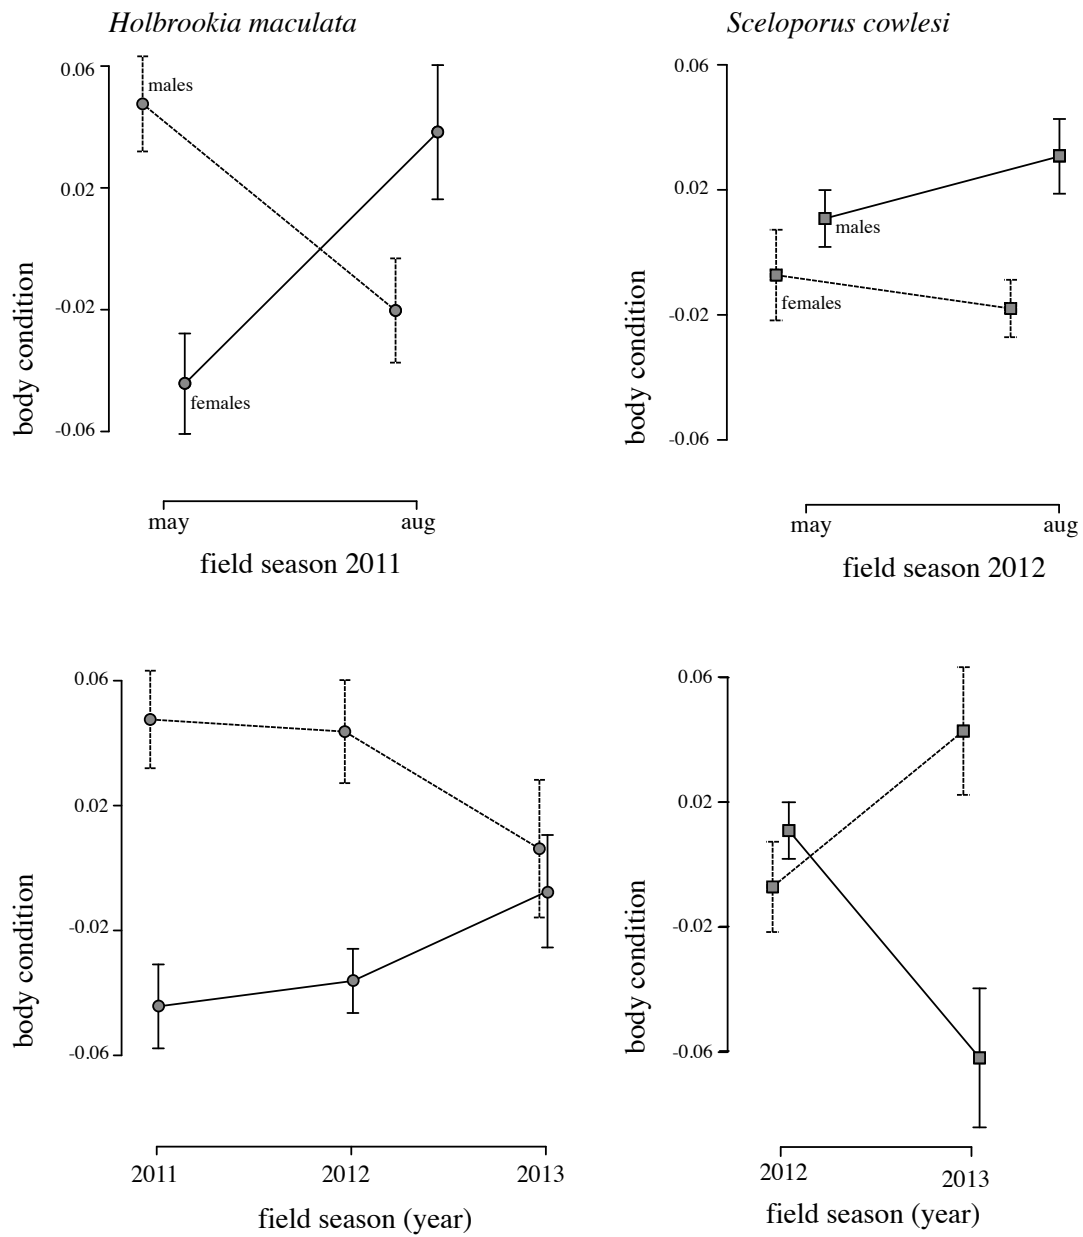 Holbrookia maculata
0.06
males
0.02
-0.02
females
-0.06
body condition
may
aug
field season 2011
Sceloporus cowlesi
0.06
0.02
males
females
-0.02
-0.06
body condition
may
aug
field season 2012
0.06
0.02
-0.02
-0.06
body condition
2011
2012
2013
field season (year)
0.06
0.02
-0.02
-0.06
body condition
2012
2013
field season (year)